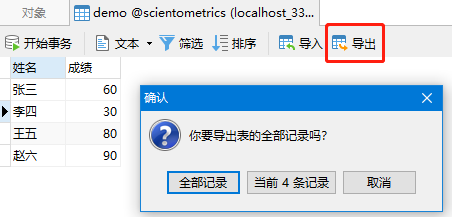 对象 demo @scientometrics (localhost_33...
开始事务 文本 筛选 排序 导入 导出
姓名 成绩
张三 60
李四 30
王五 80
赵六 90
确认
你要导出表的全部记录吗?
全部记录 当前 4 条记录 取消